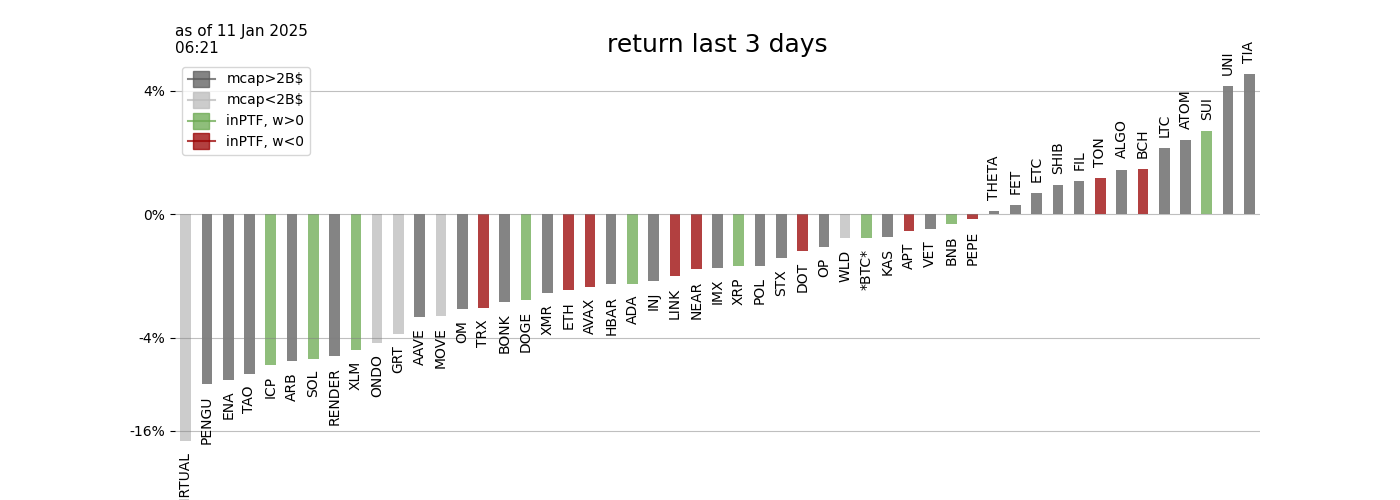 as of 11 Jan 2025
06:21
return last 3 days
mcap>2B$
mcap<2B$
inPTF, w>0
inPTF, w<0
4%
0%
-4%
-16%
RTUAL
PENGU
ENA
TAO
ICP
ARB
SOL
RENDER
XLM
ONDO
GRT
AAVE
MOVE
OM
TRX
BONK
DOGE
XMR
ETH
AVAX
HBAR
ADA
INJ
LINK
NEAR
IMX
XRP
POL
STX
DOT
OP
WLD
*BTC*
KAS
APT
VET
BNB
PEPE
THETA
FET
ETC
SHIB
FIL
TON
ALGO
BCH
LTC
ATOM
SUI
UNI
TIA